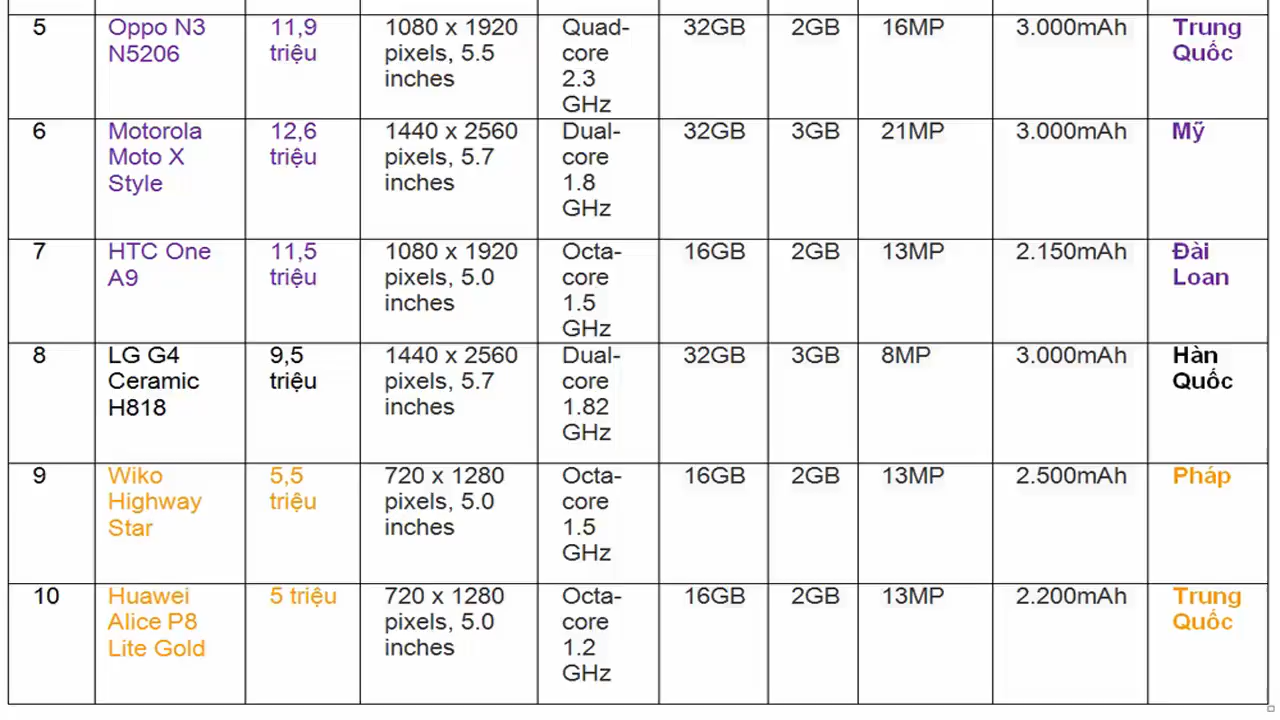 5 Oppo N3 11,9 1080 x 1920 Quad- 32GB 2GB 16MP 3.000mAh Trung
N5206 triệu pixels, 5.5 core Quốc
inches 2.3
GHz
6 Motorola 12,6 1440 x 2560 Dual- 32GB 3GB 21MP 3.000mAh Mỹ
Moto X triệu pixels, 5.7 core
Style inches 1.8
GHz
7 HTC One 11,5 1080 x 1920 Octa- 16GB 2GB 13MP 2.150mAh Đài
A9 triệu pixels, 5.0 core Loan
inches 1.5
GHz
8 LG G4 9,5 1440 x 2560 Dual- 32GB 3GB 8MP 3.000mAh Hàn
Ceramic triệu pixels, 5.7 core Quốc
H818 inches 1.82
GHz
9 Wiko 5,5 720 x 1280 Octa- 16GB 2GB 13MP 2.500mAh Pháp
Highway triệu pixels, 5.0 core
Star inches 1.5
GHz
10 Huawei 5 triệu 720 x 1280 Octa- 16GB 2GB 13MP 2.200mAh Trung
Alice P8 pixels, 5.0 core Quốc
Lite Gold inches 1.2
GHz